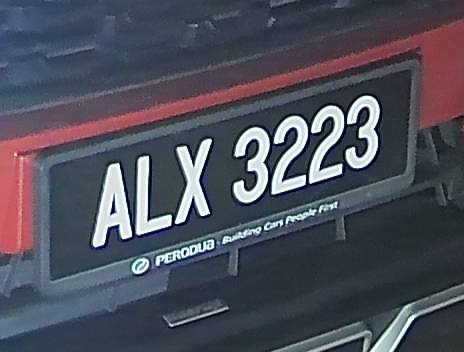 ALX 3223
PERODUA - Building Cars People First